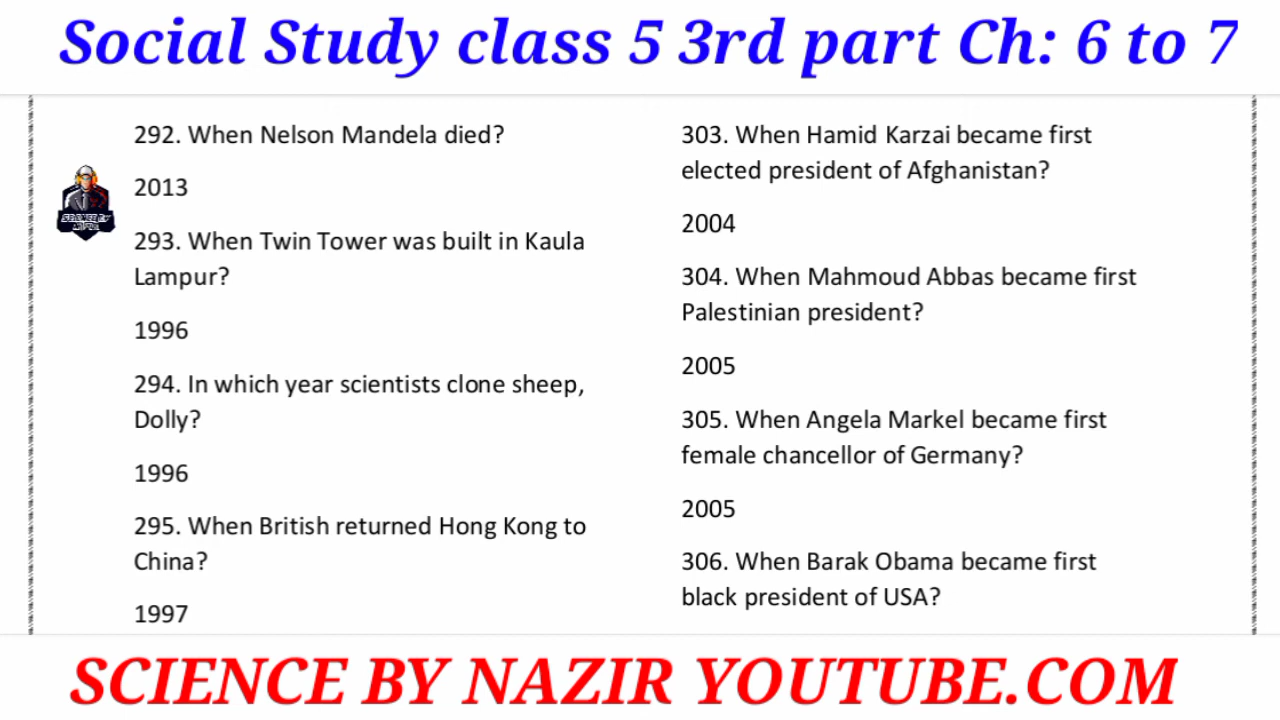 Social Study class 5 3rd part Ch: 6 to 7
292. When Nelson Mandela died?
2013
293. When Twin Tower was built in Kaula
Lampur?
1996
294. In which year scientists clone sheep,
Dolly?
1996
295. When British returned Hong Kong to
China?
1997
303. When Hamid Karzai became first
elected president of Afghanistan?
2004
304. When Mahmoud Abbas became first
Palestinian president?
2005
305. When Angela Markel became first
female chancellor of Germany?
2005
306. When Barak Obama became first
black president of USA?
SCIENCE BY NAZIR YOUTUBE.COM